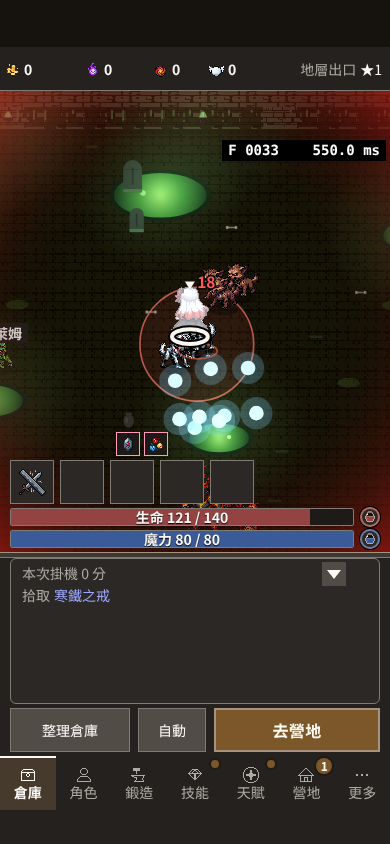 0 0 0 0 地層出口 ★1
F 0033 550.0 ms
18
萊姆
生命 121 / 140
魔力 80 / 80
本次掛機 0 分
拾取 寒鐵之戒
整理倉庫 自動 去營地
1
倉庫 角色 鍛造 技能 天賦 營地 更多